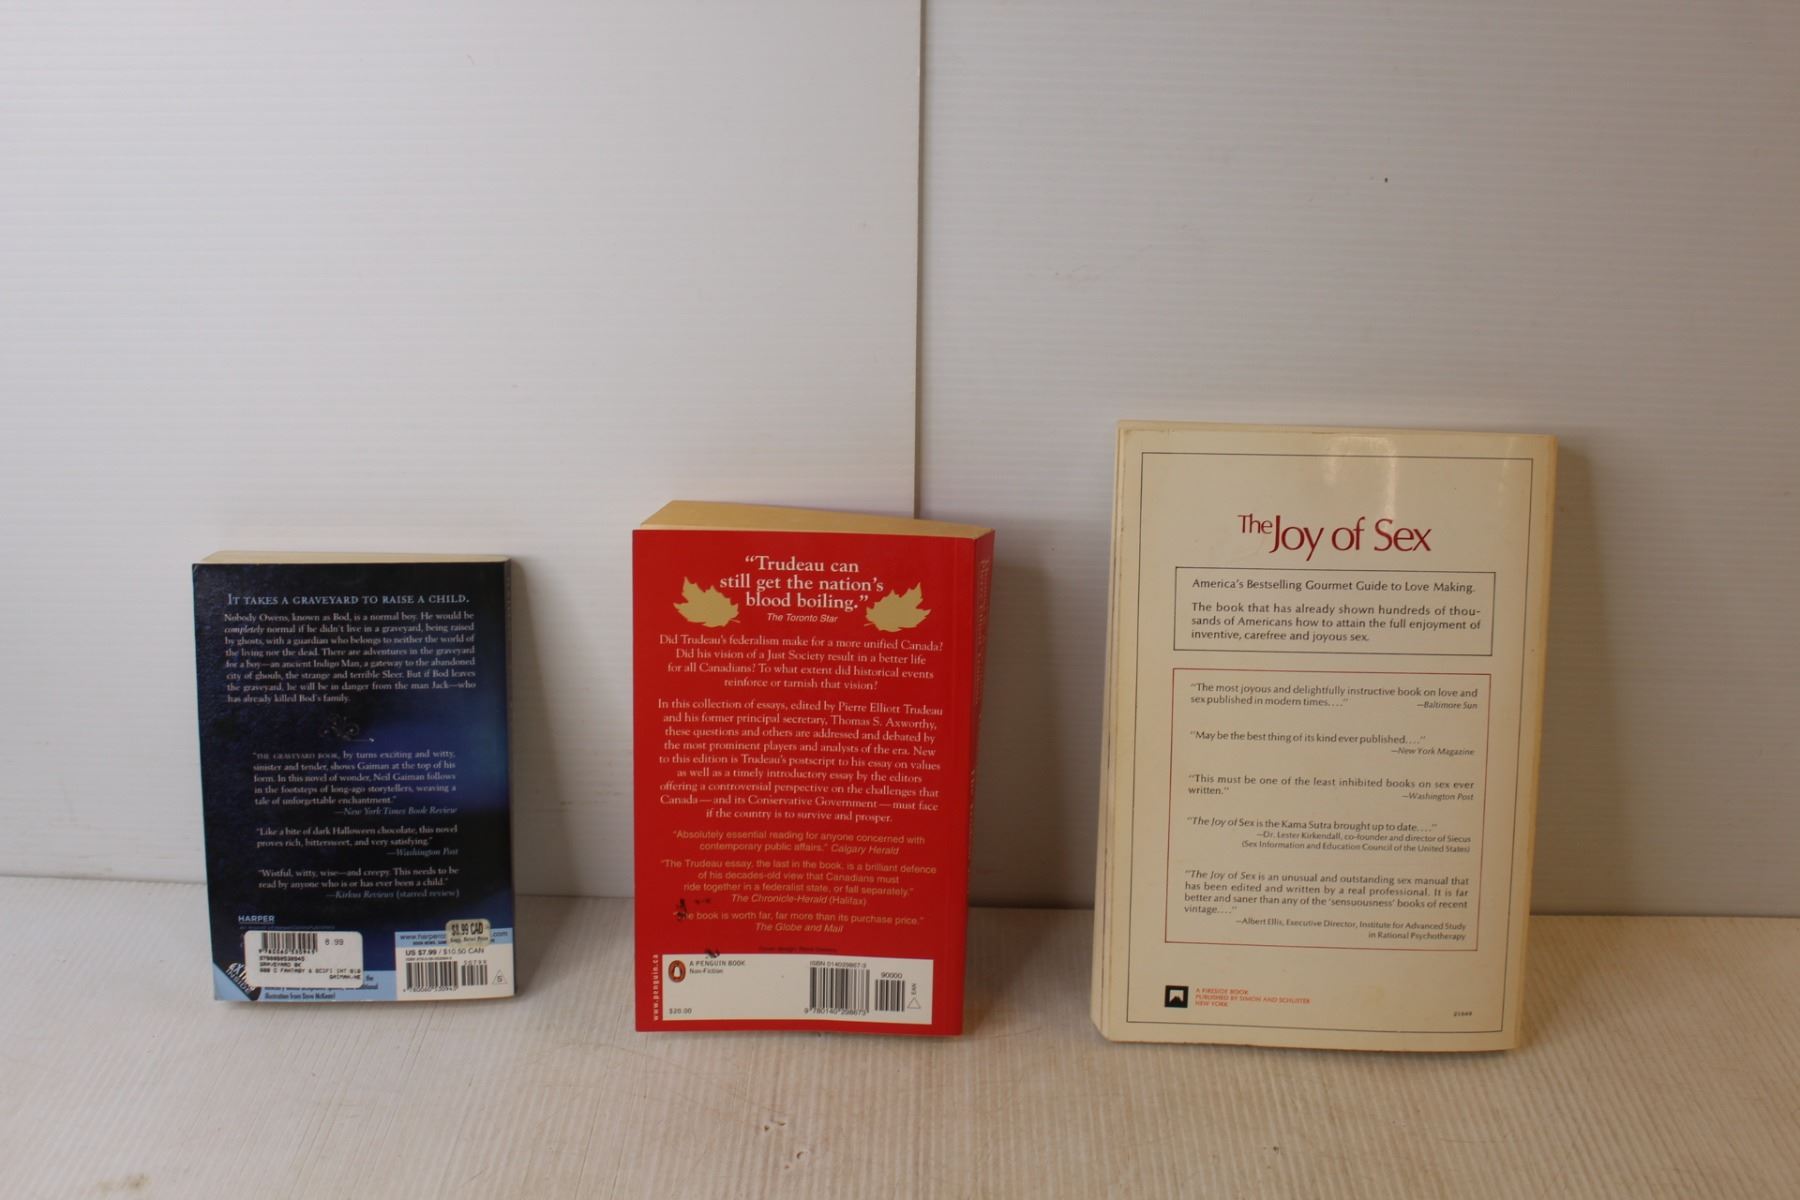 IT TAKES A GRAVEYARD TO RAISE A CHILD.
Nobody Owens, known as Bod, is a normal boy. He would be
completely normal if he didn't live in a graveyard, being raised
by ghosts, with a guardian who belongs to neither the world of
the living nor the dead. There are adventures in the graveyard
for a boy—an ancient Indigo Man, a gateway to the abandoned
city of ghouls, the strange and terrible Sleer. But if Bod leaves
the graveyard, he will be in danger from the man Jack—who
has already killed Bod's family.
"THE GRAVEYARD BOOK, by turns exciting and witty,
sinister and tender, shows Gaiman at the top of his
form. In this novel of wonder, Neil Gaiman follows
in the footsteps of long-ago storytellers, weaving a
tale of unforgettable enchantment."
—New York Times Book Review
"Like a bite of dark Halloween chocolate, this novel
proves rich, bittersweet, and very satisfying."
—Washington Post
"Wistful, witty, wise—and creepy. This needs to be
read by anyone who is or has ever been a child."
—Kirkus Reviews (starred review)
HARPER
8.99
9780060530945
GRAVEYARD BK
GAIMAN, NE
$8.99 CAD
www.harperc
.com
US $7.99 / $10.50 CAN
illustration from Dave McKean!
"Trudeau can
still get the nation's
blood boiling."
The Toronto Star
Did Trudeau's federalism make for a more unified Canada?
Did his vision of a Just Society result in a better life
for all Canadians? To what extent did historical events
reinforce or tarnish that vision?
In this collection of essays, edited by Pierre Elliott Trudeau
and his former principal secretary, Thomas S. Axworthy,
these questions and others are addressed and debated by
the most prominent players and analysts of the era. New
to this edition is Trudeau's postscript to his essay on values
as well as a timely introductory essay by the editors
offering a controversial perspective on the challenges that
Canada—and its Conservative Government—must face
if the country is to survive and prosper.
"Absolutely essential reading for anyone concerned with
contemporary public affairs." Calgary Herald
"The Trudeau essay, the last in the book, is a brilliant defence
of his decades-old view that Canadians must
ride together in a federalist state, or fall separately."
The Chronicle-Herald (Halifax)
book is worth far, far more than its purchase price."
The Globe and Mail
www.penguin.ca
A PENGUIN BOOK
Non-Fiction
$20.00
ISBN 0140298673
90000
EAN
9 780140 298673
The Joy of Sex
America's Bestselling Gourmet Guide to Love Making.
The book that has already shown hundreds of thou-
sands of Americans how to attain the full enjoyment of
inventive, carefree and joyous sex.
"The most joyous and delightfully instructive book on love and
sex published in modern times...."
—Baltimore Sun
"May be the best thing of its kind ever published...."
—New York Magazine
"This must be one of the least inhibited books on sex ever
written."
—Washington Post
"The Joy of Sex is the Kama Sutra brought up to date...."
—Dr. Lester Kirkendall, co-founder and director of Siecus
(Sex Information and Education Council of the United States)
"The Joy of Sex is an unusual and outstanding sex manual that
has been edited and written by a real professional. It is far
better and saner than any of the 'sensuousness' books of recent
vintage...."
—Albert Ellis, Executive Director, Institute for Advanced Study
in Rational Psychotherapy
A FIRESIDE BOOK
PUBLISHED BY SIMON AND SCHUSTER
NEW YORK
21649